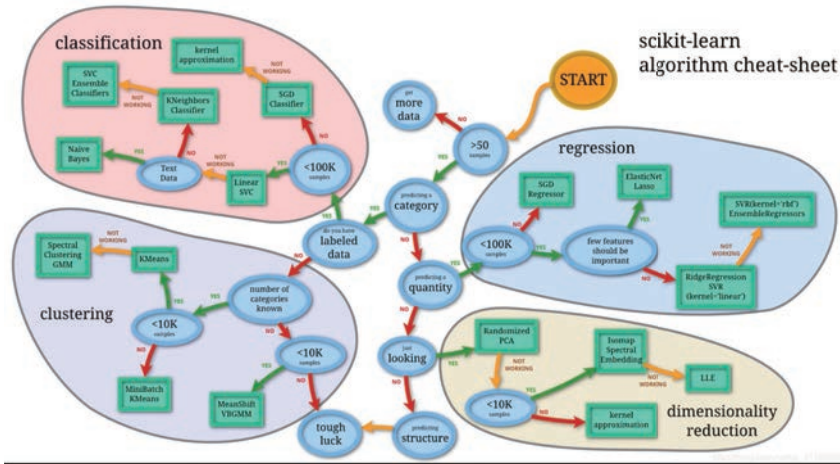 classification
scikit-learn
algorithm cheat-sheet
START
kernel
approximation
NOT
WORKING
SVC
Ensemble
Classifiers
NOT
WORKING
KNeighbors
Classifier
SGD
Classifier
get
more
data
NO
>50
samples
regression
Naive
Bayes
YES
NO
Text
Data
NOT
WORKING
Linear
SVC
YES
NO
<100K
samples
YES
predicting a
category
YES
YES
SGD
Regressor
ElasticNet
Lasso
SVR(kernel='rbf')
EnsembleRegressors
NO
YES
NOT
WORKING
do you have
labeled
data
NO
NO
<100K
samples
YES
few features
should be
important
NO
RidgeRegression
SVR
(kernel='linear')
predicting a
quantity
YES
Spectral
Clustering
GMM
NOT
WORKING
KMeans
YES
number of
categories
known
YES
clustering
<10K
samples
NO
NO
NO
<10K
samples
just
looking
YES
Randomized
PCA
NOT
WORKING
Isomap
Spectral
Embedding
YES
NOT
WORKING
LLE
MiniBatch
KMeans
YES
MeanShift
VBGMM
NO
NO
<10K
samples
NO
kernel
approximation
dimensionality
reduction
tough
luck
predicting
structure